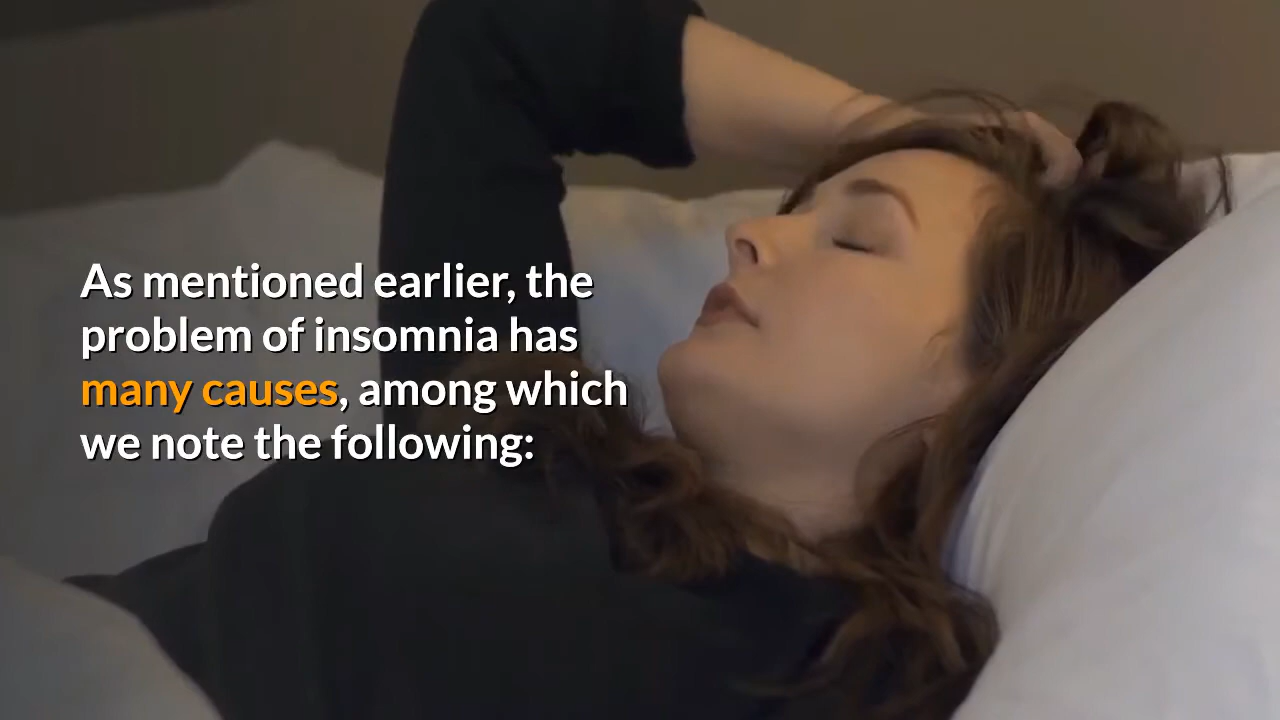 As mentioned earlier, the
problem of insomnia has
many causes, among which
we note the following: